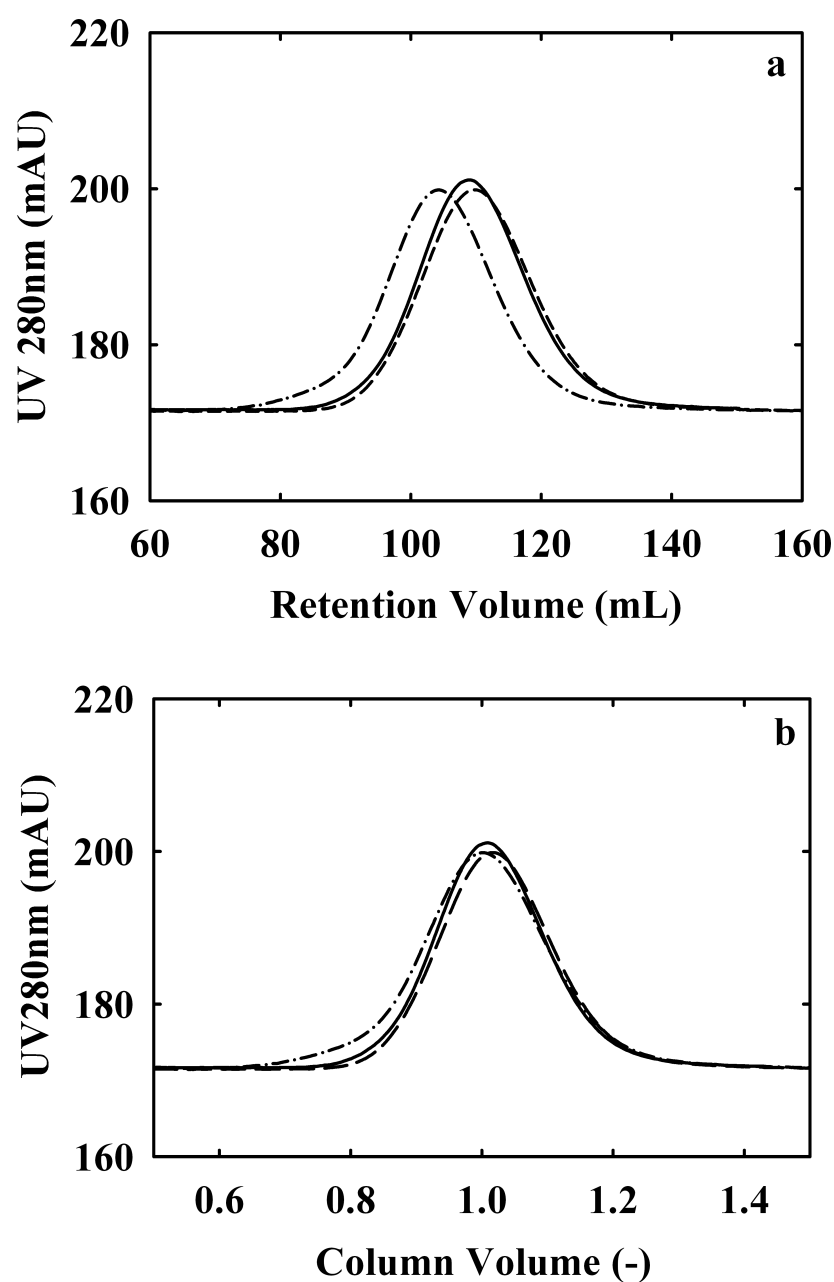 220
a
200
180
160
UV 280nm (mAU)
60 80 100 120 140 160
Retention Volume (mL)
220
b
200
180
160
UV280nm (mAU)
0.6 0.8 1.0 1.2 1.4
Column Volume (-)